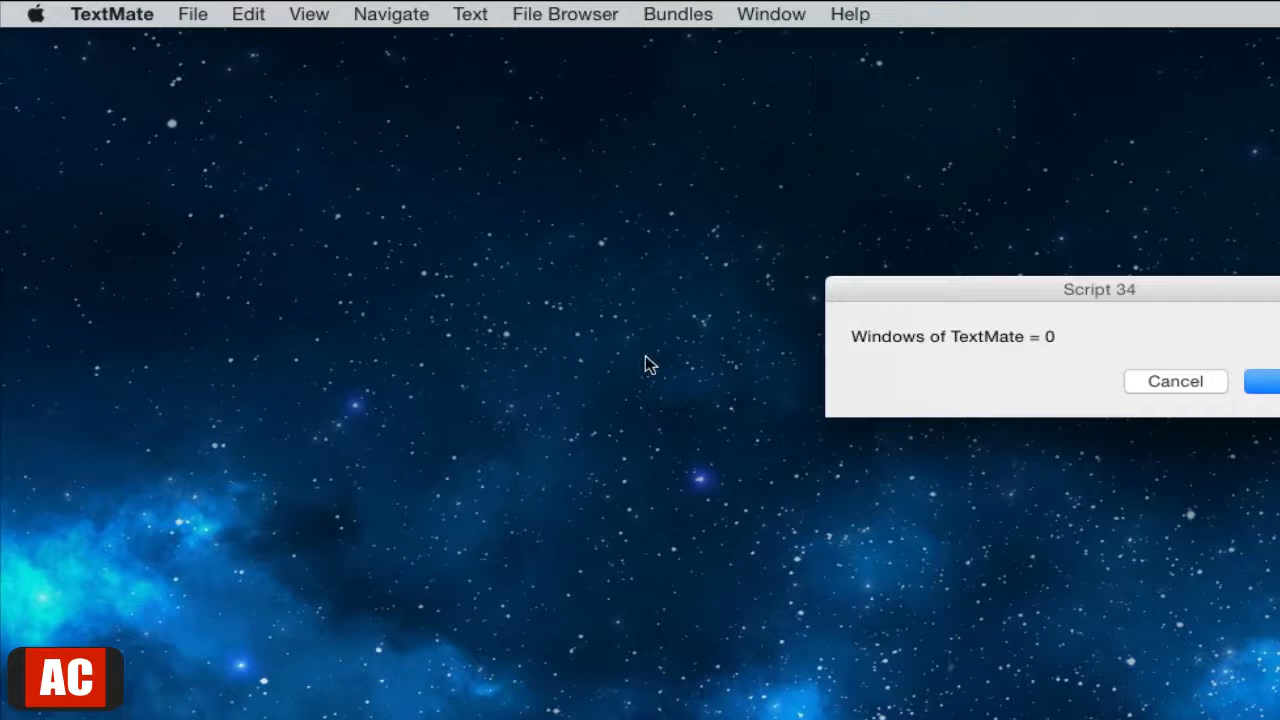 TextMate File Edit View Navigate Text File Browser Bundles Window Help
Script 34
Windows of TextMate = 0
Cancel
AC